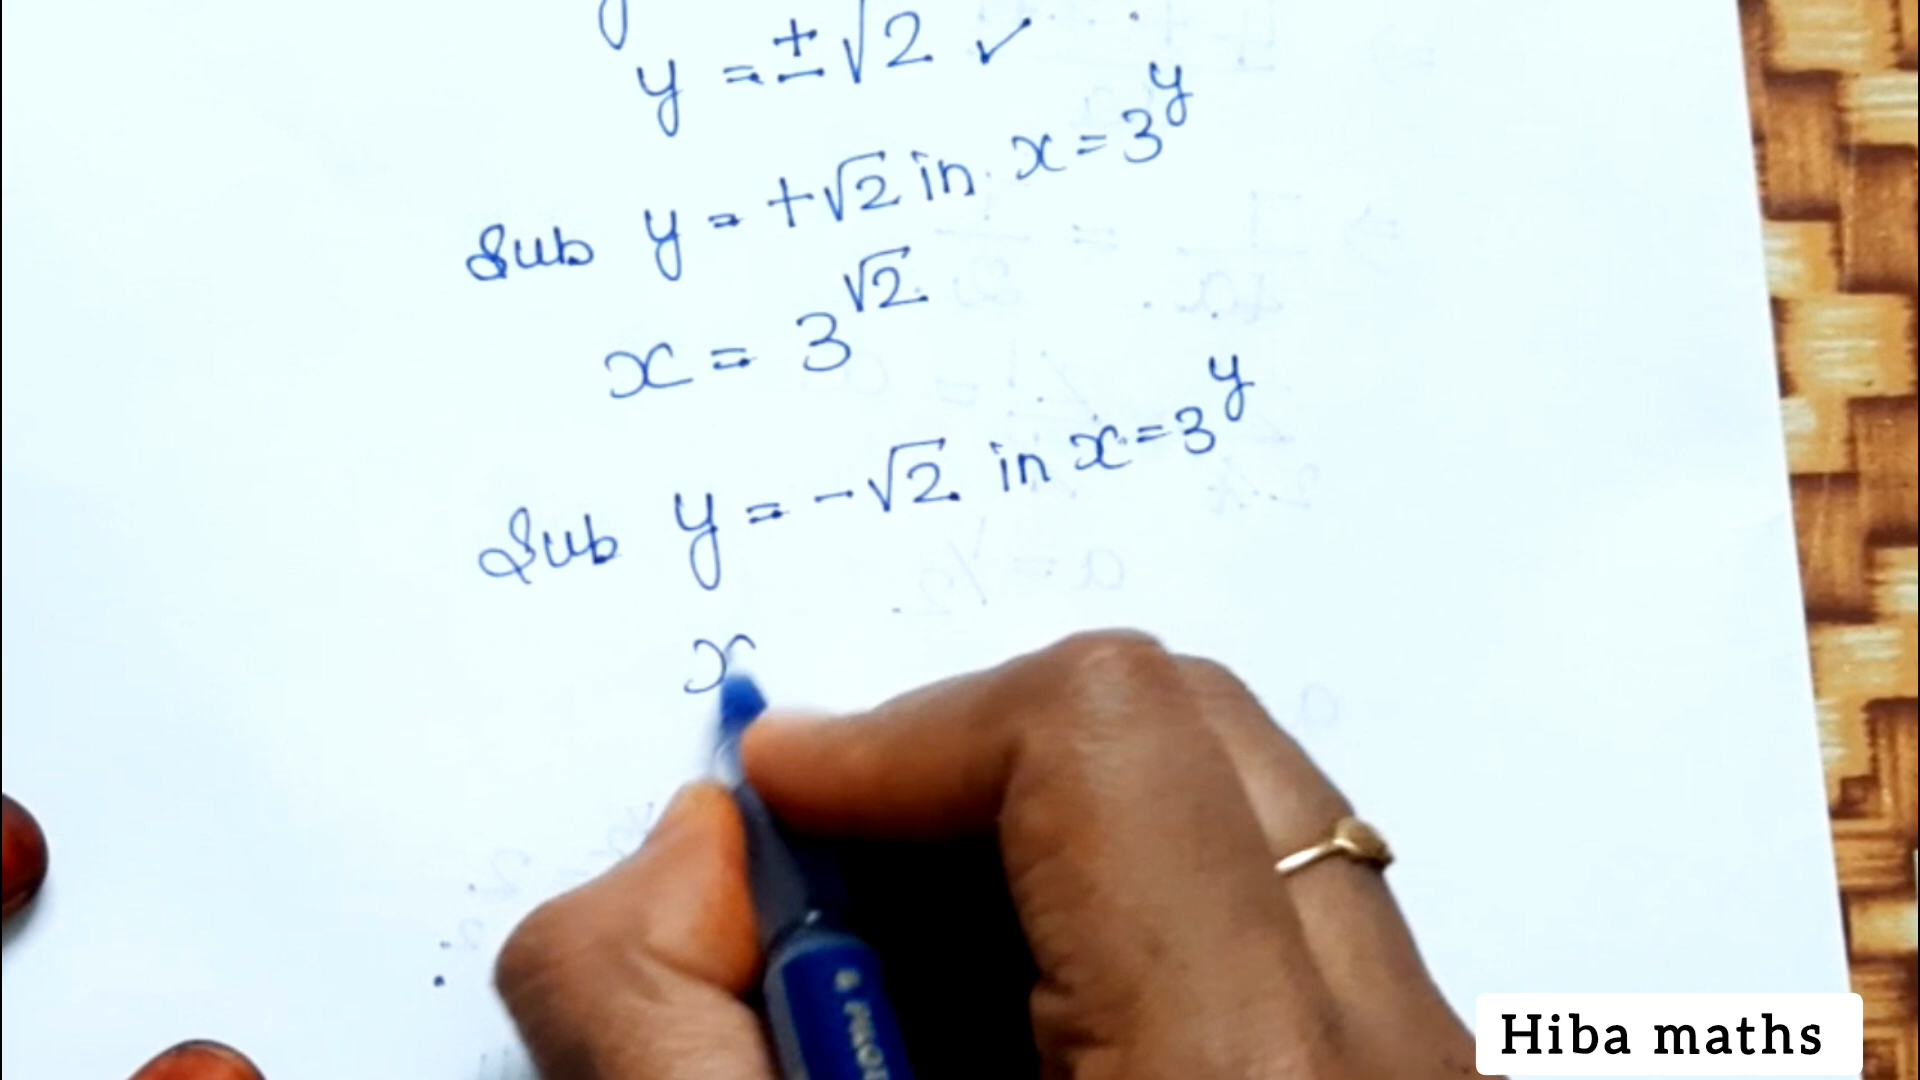 y = ±√2 ✓
Sub y = +√2 in x = 3^y
x = 3^√2
Sub y = -√2 in x = 3^y
x
Hiba maths